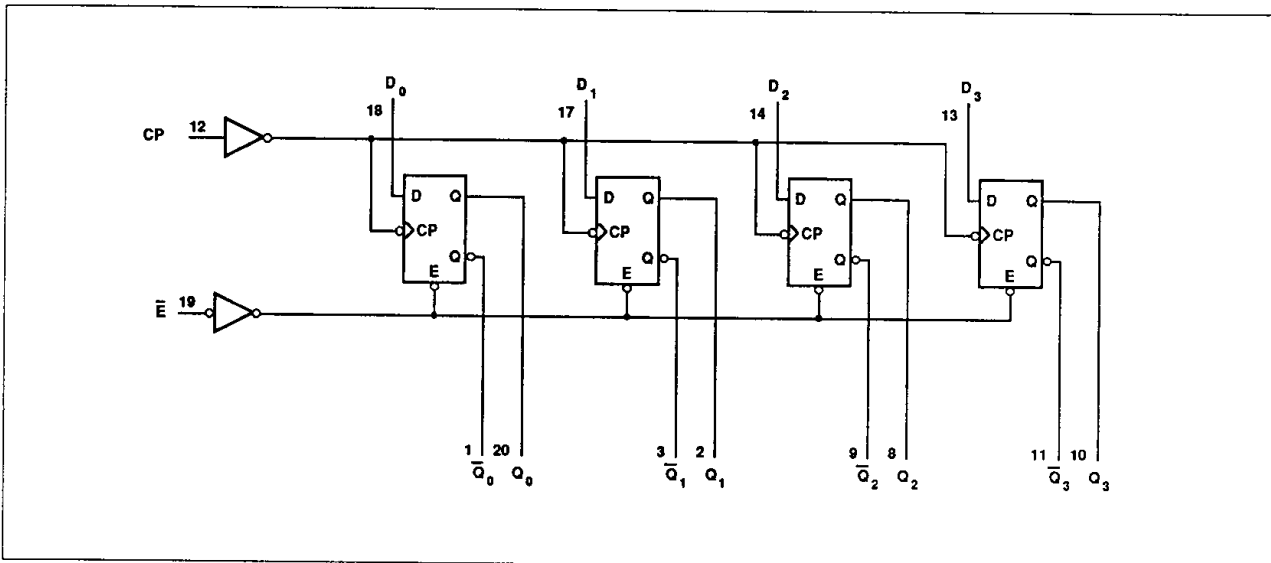 D0 D1 D2 D3
18 17 14 13
CP 12
D Q D Q D Q D Q
CP CP CP CP
Q Q Q Q
E E E E
E̅ 19
1 20 3 2 9 8 11 10
Q̅0 Q0 Q̅1 Q1 Q̅2 Q2 Q̅3 Q3